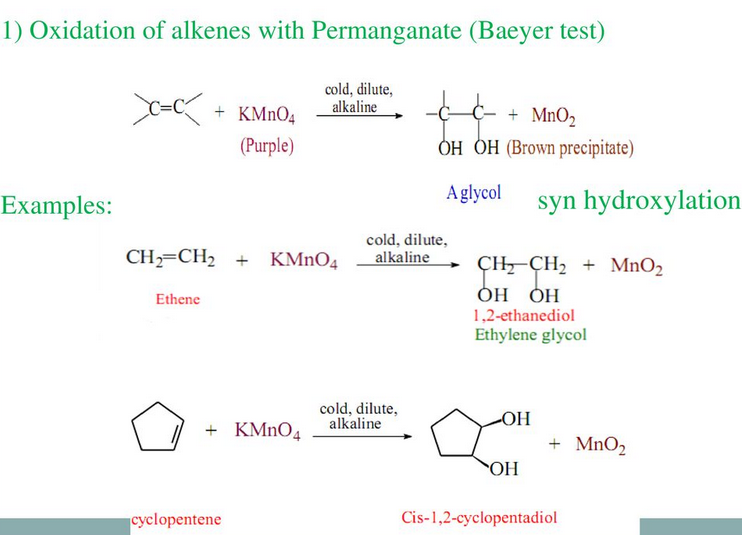 1) Oxidation of alkenes with Permanganate (Baeyer test)
cold, dilute,
alkaline
C=C + KMnO₄ -C-C- + MnO₂
(Purple) OH OH (Brown precipitate)
A glycol syn hydroxylation
Examples:
cold, dilute,
alkaline
CH₂=CH₂ + KMnO₄ CH₂-CH₂ + MnO₂
Ethene OH OH
1,2-ethanediol
Ethylene glycol
cold, dilute,
alkaline
OH
+ KMnO₄ + MnO₂
OH
cyclopentene Cis-1,2-cyclopentadiol